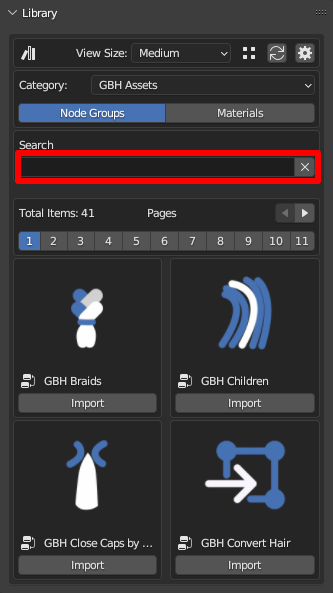 Library
View Size: Medium
Category: GBH Assets
Node Groups Materials
Search
Total Items: 41 Pages
1 2 3 4 5 6 7 8 9 10 11
GBH Braids GBH Children
Import Import
GBH Close Caps by ... GBH Convert Hair
Import Import